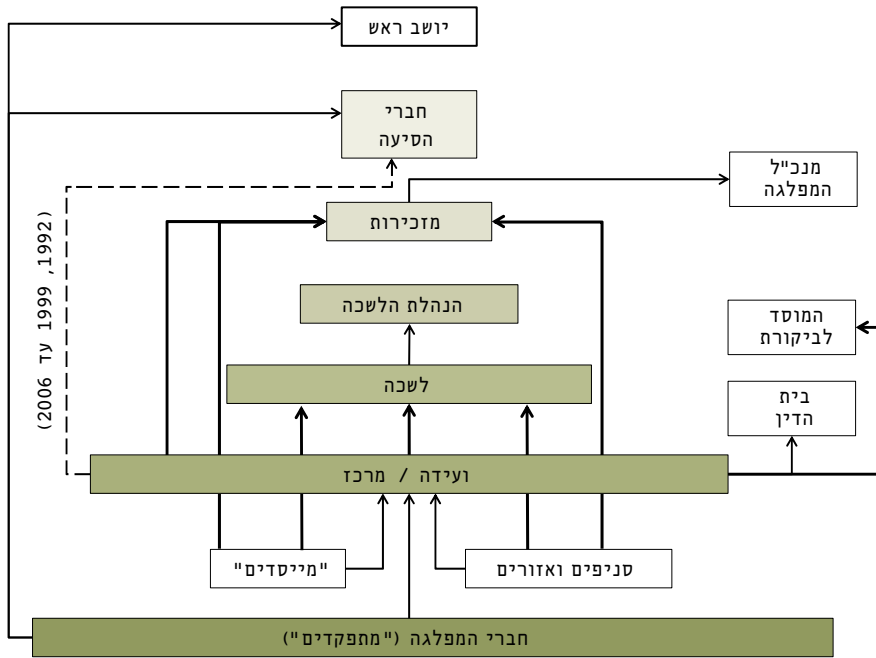 יושב ראש
חברי
הסיעה
מנכ"ל
המפלגה
מזכירות
(1992, 1999 עד 2006)
הנהלת הלשכה
המוסד
לביקורת
לשכה
בית
הדין
ועידה / מרכז
"מייסדים"
סניפים ואזורים
חברי המפלגה ("מתפקדים")